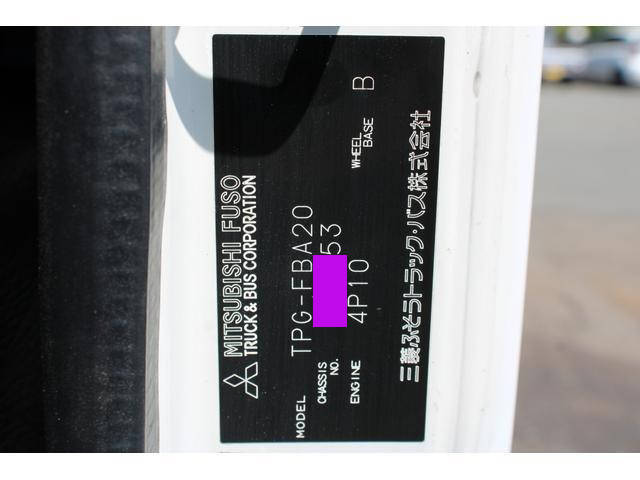 MITSUBISHI FUSO
TRUCK & BUS CORPORATION
MODEL TPG-FBA20
CHASSIS NO. 53
ENGINE 4P10 WHEEL BASE B
三菱ふそうトラック・バス株式会社